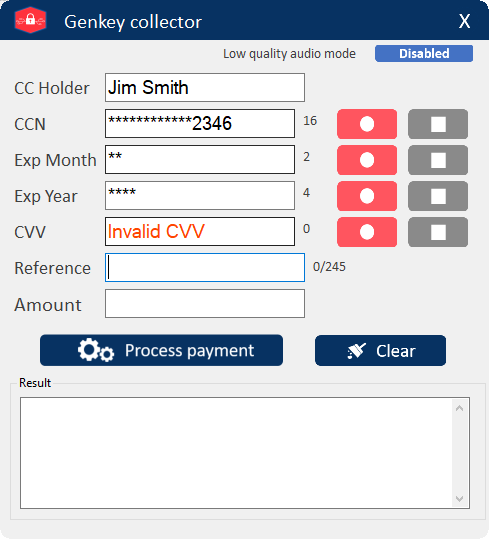 Genkey collector X
Low quality audio mode Disabled
CC Holder Jim Smith
CCN ************2346 16
Exp Month ** 2
Exp Year **** 4
CVV Invalid CVV 0
Reference 0/245
Amount
Process payment Clear
Result